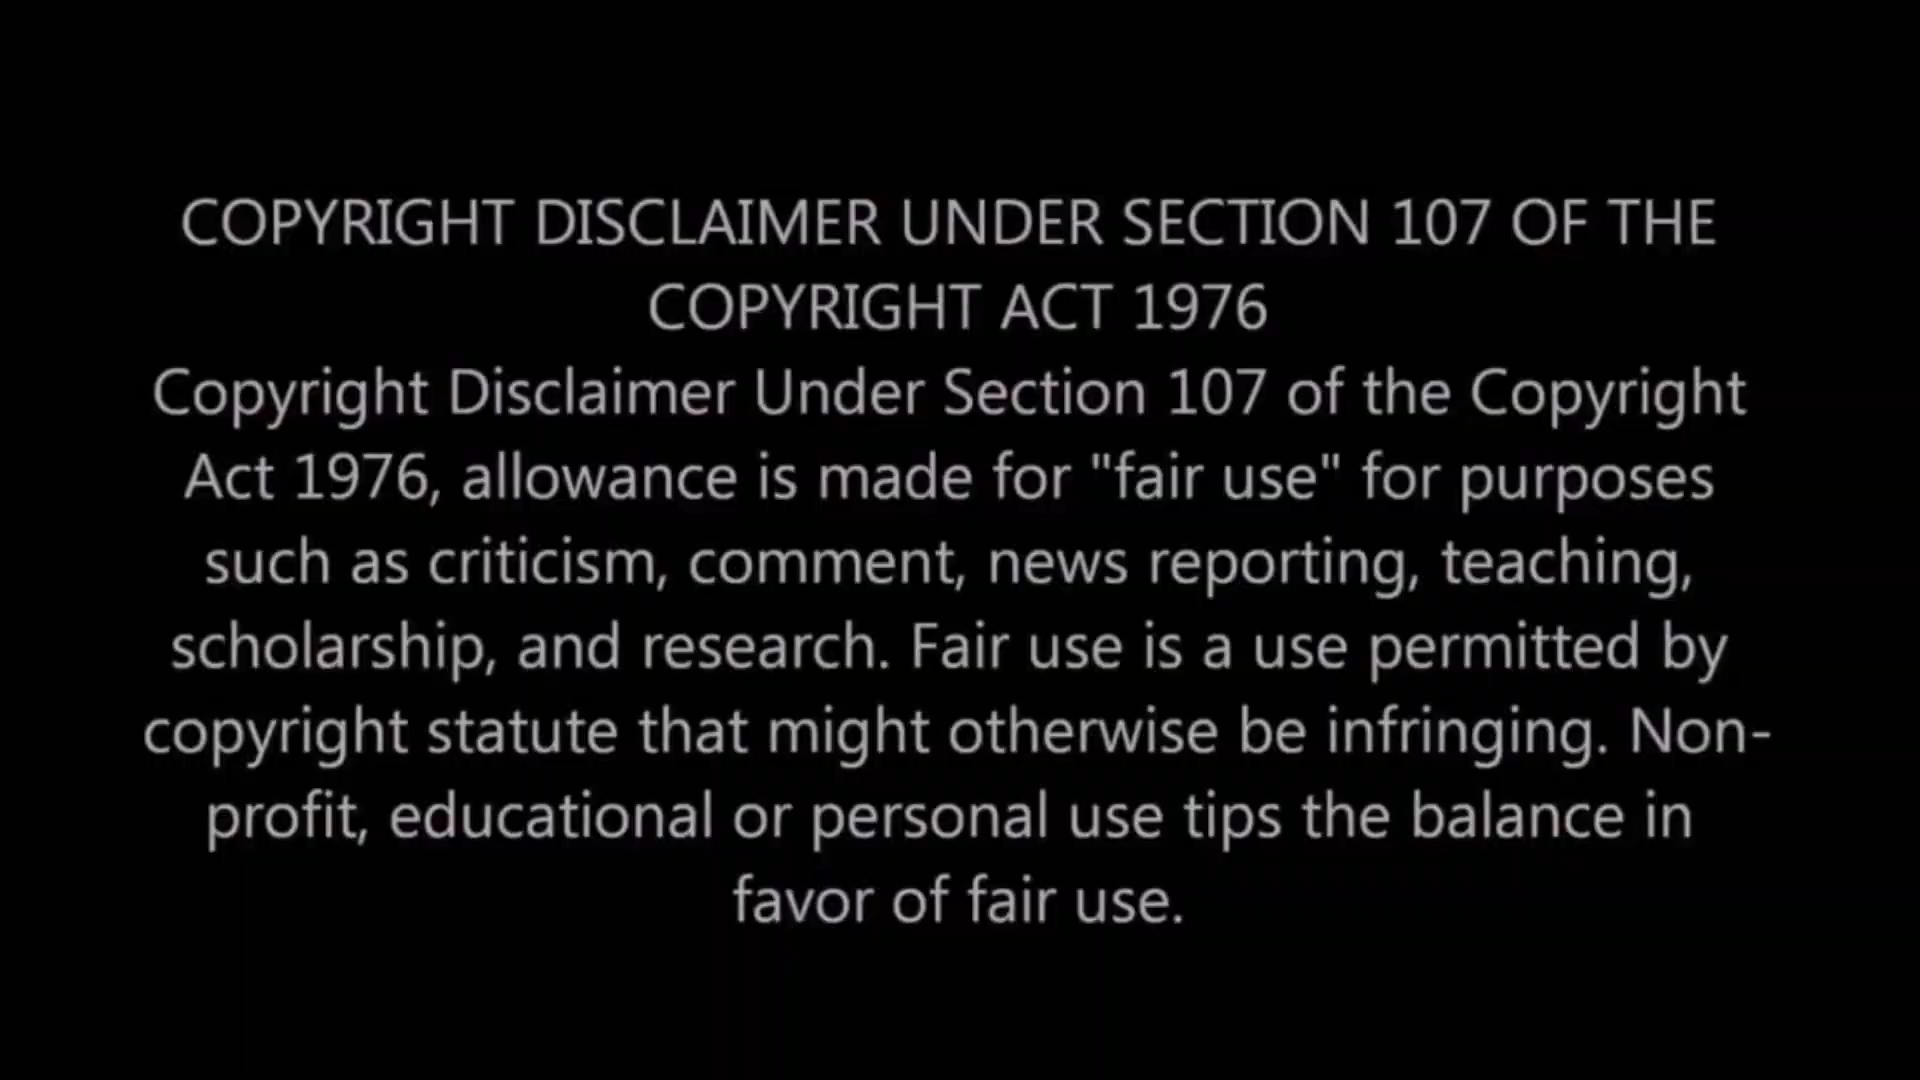 COPYRIGHT DISCLAIMER UNDER SECTION 107 OF THE
COPYRIGHT ACT 1976
Copyright Disclaimer Under Section 107 of the Copyright
Act 1976, allowance is made for "fair use" for purposes
such as criticism, comment, news reporting, teaching,
scholarship, and research. Fair use is a use permitted by
copyright statute that might otherwise be infringing. Non-
profit, educational or personal use tips the balance in
favor of fair use.